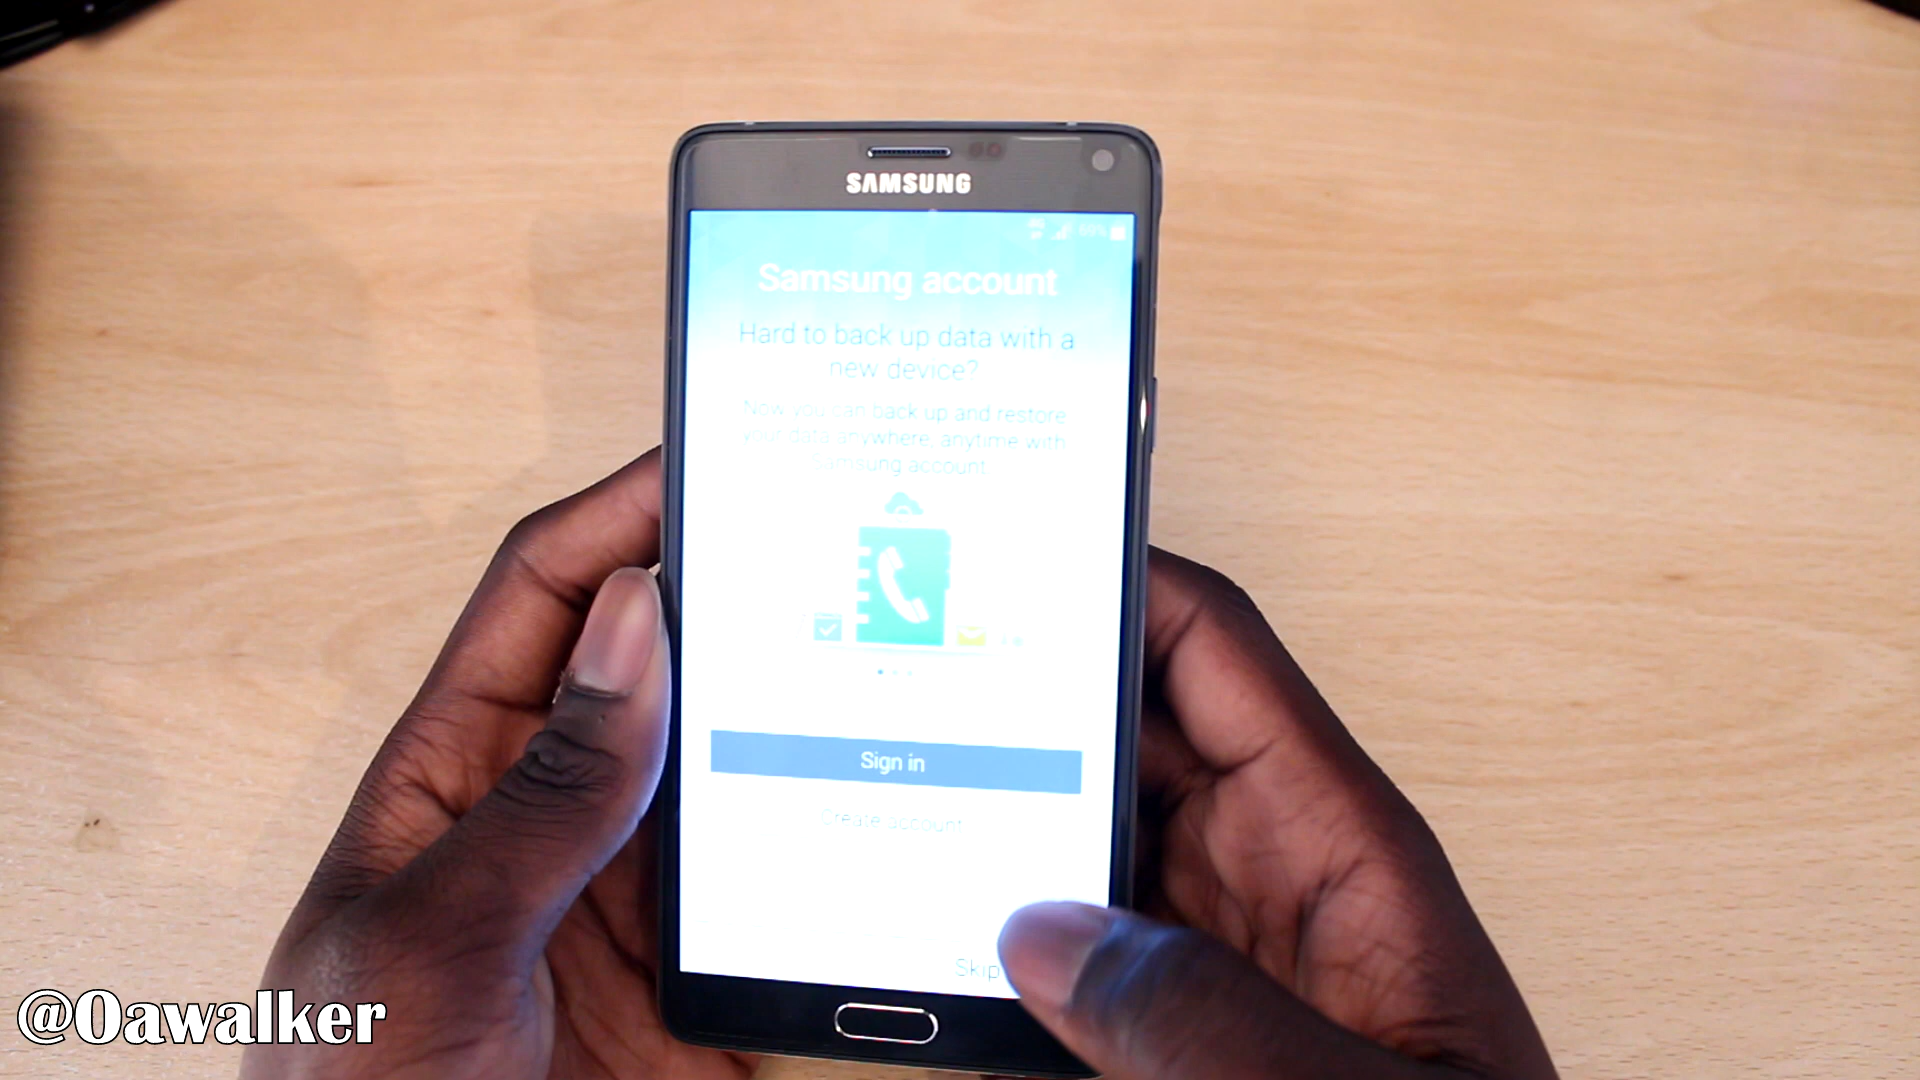 SAMSUNG
69%
Samsung account
Hard to back up data with a
new device?
Now you can back up and restore
your data anywhere, anytime with
Samsung account.
Sign in
Create account
Skip
@Oawalker